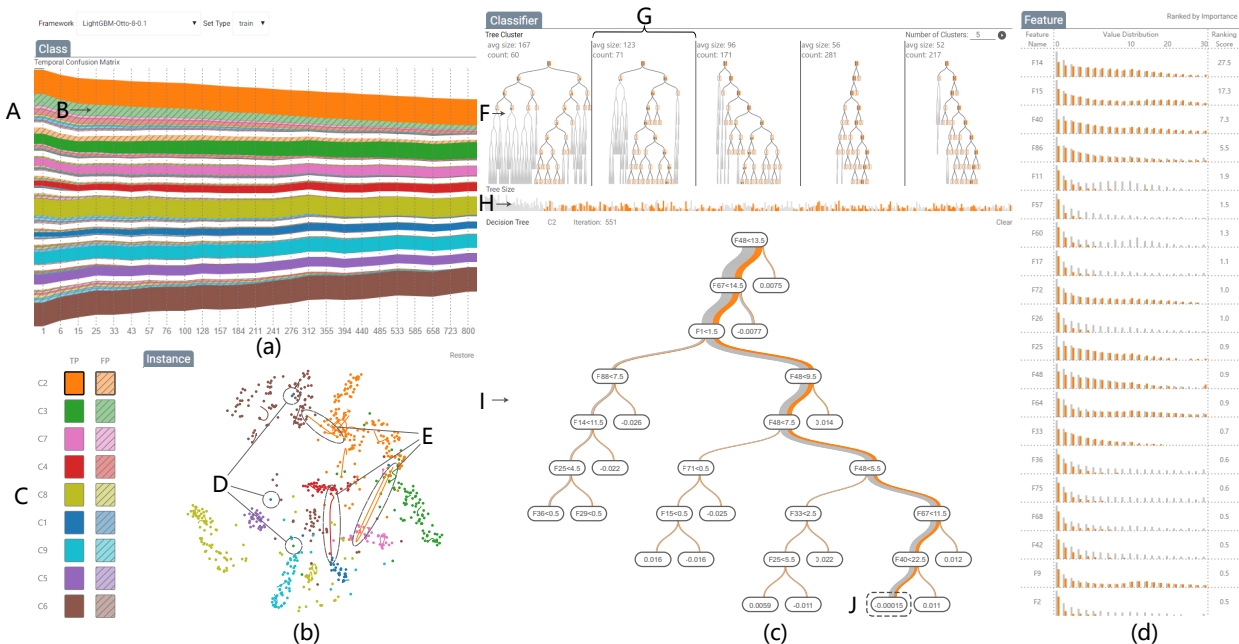 Framework LightGBM-Otto-8-0.1 Set Type train
Class
Temporal Confusion Matrix
A
B
1 6 15 25 33 43 57 76 100 128 157 184 211 241 276 312 355 394 440 485 533 585 658 723 800
(a)
TP FP
C2
C3
C7
C4
C8
C1
C9
C5
C6
C
Instance
Restore
D
E
(b)
Classifier
G
Tree Cluster
Number of Clusters: 5
avg size: 167 avg size: 123 avg size: 96 avg size: 56 avg size: 52
count: 60 count: 71 count: 171 count: 281 count: 217
F
Tree Size
H
Decision Tree C2 Iteration: 551 Clear
F48<13.5
F67<14.5 0.0075
F1<1.5 -0.0077
F88<7.5 F48<9.5
I
F14<11.5 -0.026 F48<7.5 0.014
F25<4.5 -0.022 F71<0.5 F48<5.5
F36<0.5 F29<0.5 F15<0.5 -0.025 F33<2.5 F67<11.5
0.016 -0.016 F25<5.5 0.022 F40<22.5 0.012
0.0059 -0.011 J -0.00015 0.011
(c)
Feature
Ranked by Importance
Feature Name Value Distribution Ranking Score
0 10 20 30
F14 27.5
F15 17.3
F40 7.3
F86 5.5
F11 1.9
F57 1.5
F60 1.3
F17 1.1
F72 1.0
F26 1.0
F25 0.9
F48 0.9
F64 0.9
F33 0.7
F36 0.6
F75 0.6
F68 0.6
F42 0.6
F9 0.5
F2 0.5
(d)